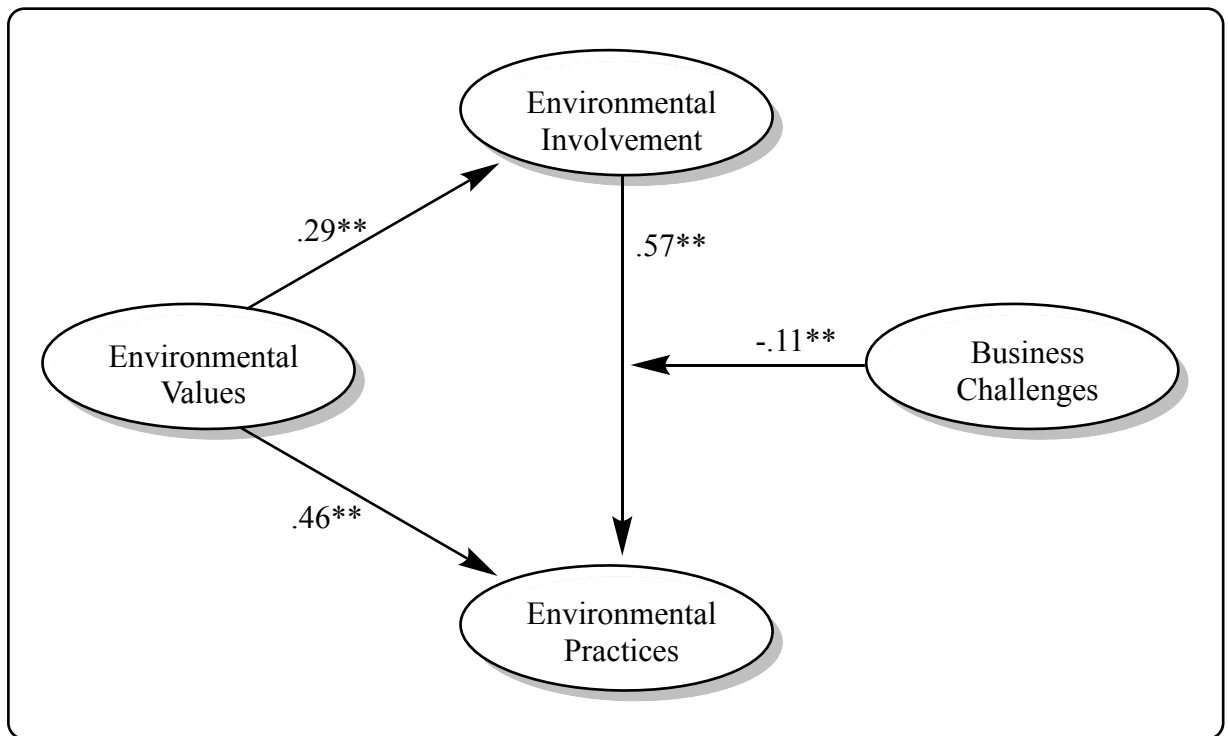 Environmental
Involvement
.29**
.57**
Environmental
Values
-.11**
Business
Challenges
.46**
Environmental
Practices